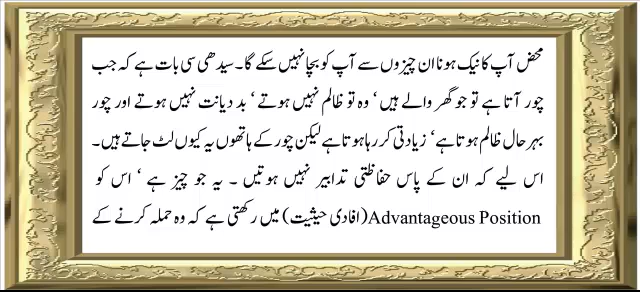 محض آپ کا نیک ہونا ان چیزوں سے آپ کو بچا نہیں سکے گا۔ سیدھی سی بات ہے کہ جب
چور آتا ہے تو جو گھر والے ہیں‘ وہ تو ظالم نہیں ہوتے‘ بد دیانت نہیں ہوتے اور چور
بہرحال ظالم ہوتا ہے‘ زیادتی کر رہا ہوتا ہے لیکن چور کے ہاتھوں یہ کیوں لٹ جاتے ہیں۔
اس لیے کہ ان کے پاس حفاظتی تدابیر نہیں ہوتیں ۔ یہ جو چیز ہے ‘ اس کو
Advantageous Position(افادی حیثیت) میں رکھتی ہے کہ وہ حملہ کرنے کے